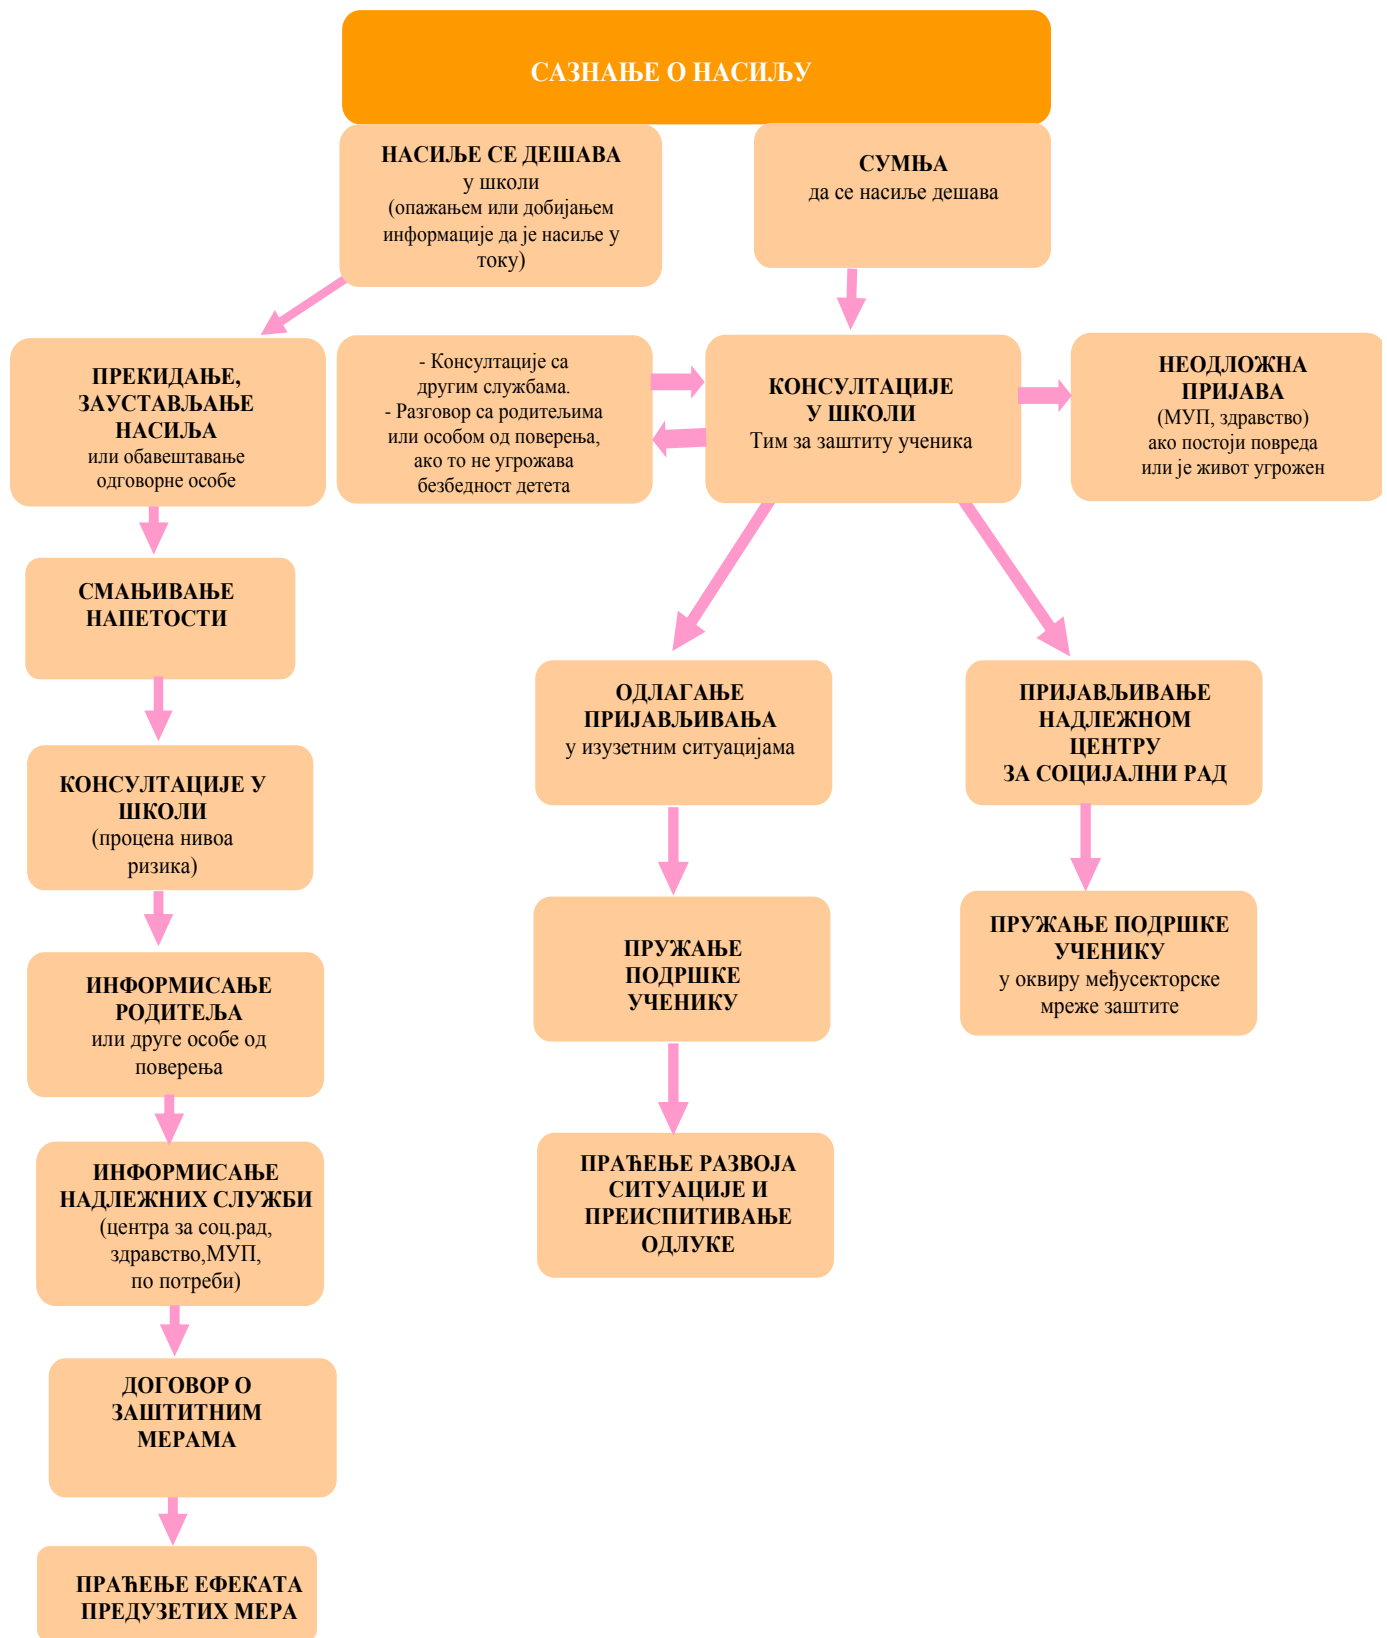 САЗНАЊЕ О НАСИЉУ
НАСИЉЕ СЕ ДЕШАВА
у школи
(опажањем или добијањем
информације да је насиље у
току)
СУМЊА
да се насиље дешава
ПРЕКИДАЊЕ,
ЗАУСТАВЉАЊЕ
НАСИЉА
или обавештавање
одговорне особе
- Консултације са
другим службама.
- Разговор са родитељима
или особом од поверења,
ако то не угрожава
безбедност детета
КОНСУЛТАЦИЈЕ
У ШКОЛИ
Тим за заштиту ученика
НЕОДЛОЖНА
ПРИЈАВА
(МУП, здравство)
ако постоји повреда
или је живот угрожен
СМАЊИВАЊЕ
НАПЕТОСТИ
КОНСУЛТАЦИЈЕ У
ШКОЛИ
(процена нивоа
ризика)
ИНФОРМИСАЊЕ
РОДИТЕЉА
или друге особе од
поверења
ИНФОРМИСАЊЕ
НАДЛЕЖНИХ СЛУЖБИ
(центра за соц.рад,
здравство,МУП,
по потреби)
ДОГОВОР О
ЗАШТИТНИМ
МЕРАМА
ПРАЋЕЊЕ ЕФЕКАТА
ПРЕДУЗЕТИХ МЕРА
ОДЛАГАЊЕ
ПРИЈАВЉИВАЊА
у изузетним ситуацијама
ПРУЖАЊЕ
ПОДРШКЕ
УЧЕНИКУ
ПРАЋЕЊЕ РАЗВОЈА
СИТУАЦИЈЕ И
ПРЕИСПИТИВАЊЕ
ОДЛУКЕ
ПРИЈАВЉИВАЊЕ
НАДЛЕЖНОМ
ЦЕНТРУ
ЗА СОЦИЈАЛНИ РАД
ПРУЖАЊЕ ПОДРШКЕ
УЧЕНИКУ
у оквиру међусекторске
мреже заштите